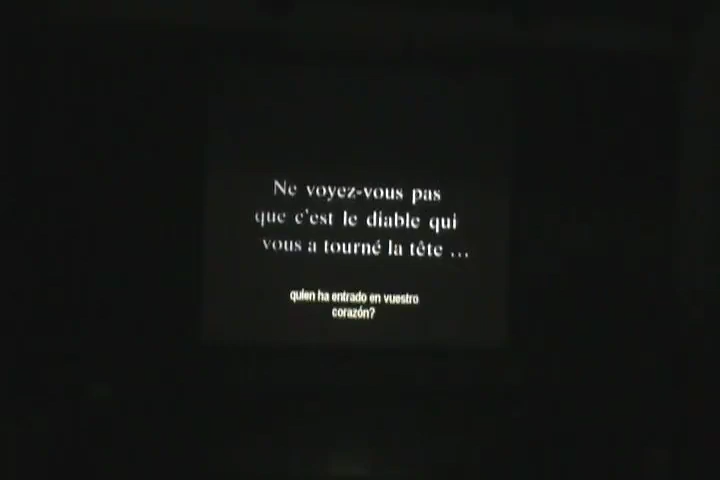 Ne voyez-vous pas
que c'est le diable qui
vous a tourné la tête ...
quien ha entrado en vuestro
corazón?